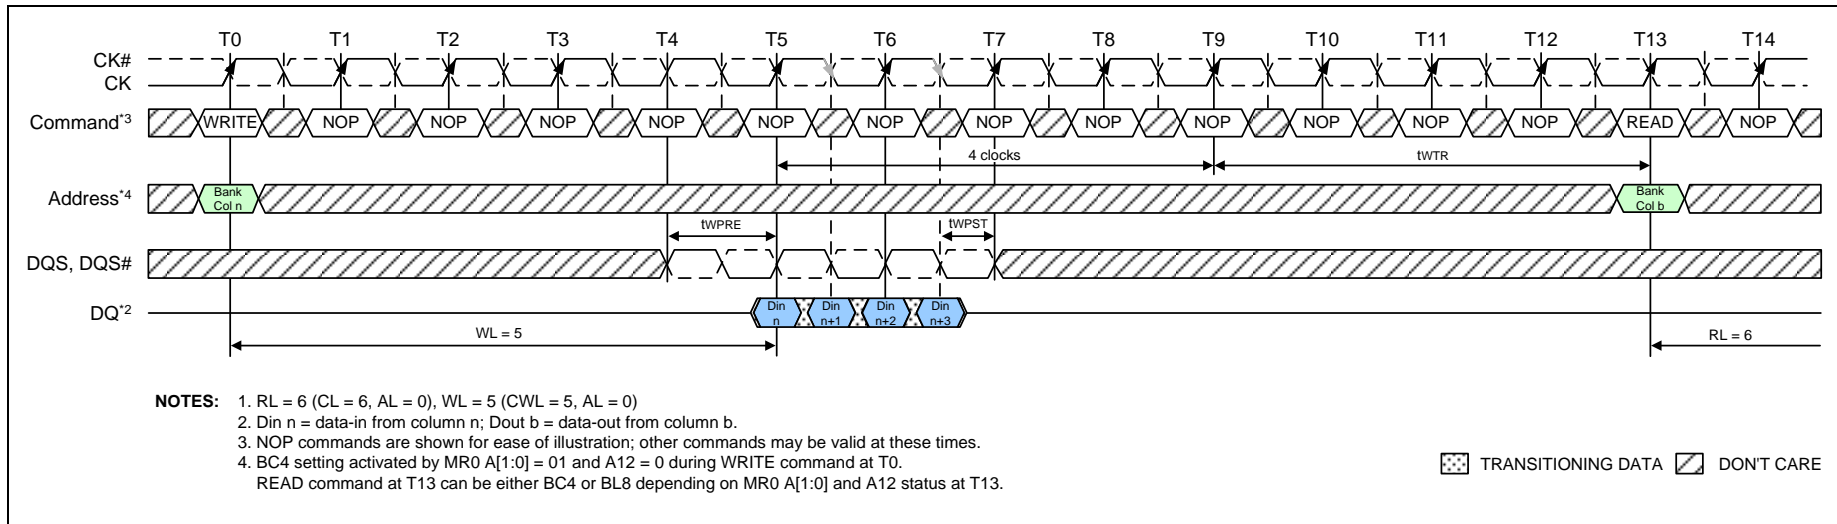 T0 T1 T2 T3 T4 T5 T6 T7 T8 T9 T10 T11 T12 T13 T14
CK#
CK
Command*3 WRITE NOP NOP NOP NOP NOP NOP NOP NOP NOP NOP NOP NOP READ NOP
4 clocks tWTR
Address*4 Bank Col n Bank Col b
tWPRE tWPST
DQS, DQS#
DQ*2 Din n Din n+1 Din n+2 Din n+3
WL = 5 RL = 6
NOTES: 1. RL = 6 (CL = 6, AL = 0), WL = 5 (CWL = 5, AL = 0)
2. Din n = data-in from column n; Dout b = data-out from column b.
3. NOP commands are shown for ease of illustration; other commands may be valid at these times.
4. BC4 setting activated by MR0 A[1:0] = 01 and A12 = 0 during WRITE command at T0.
READ command at T13 can be either BC4 or BL8 depending on MR0 A[1:0] and A12 status at T13.
TRANSITIONING DATA DON'T CARE